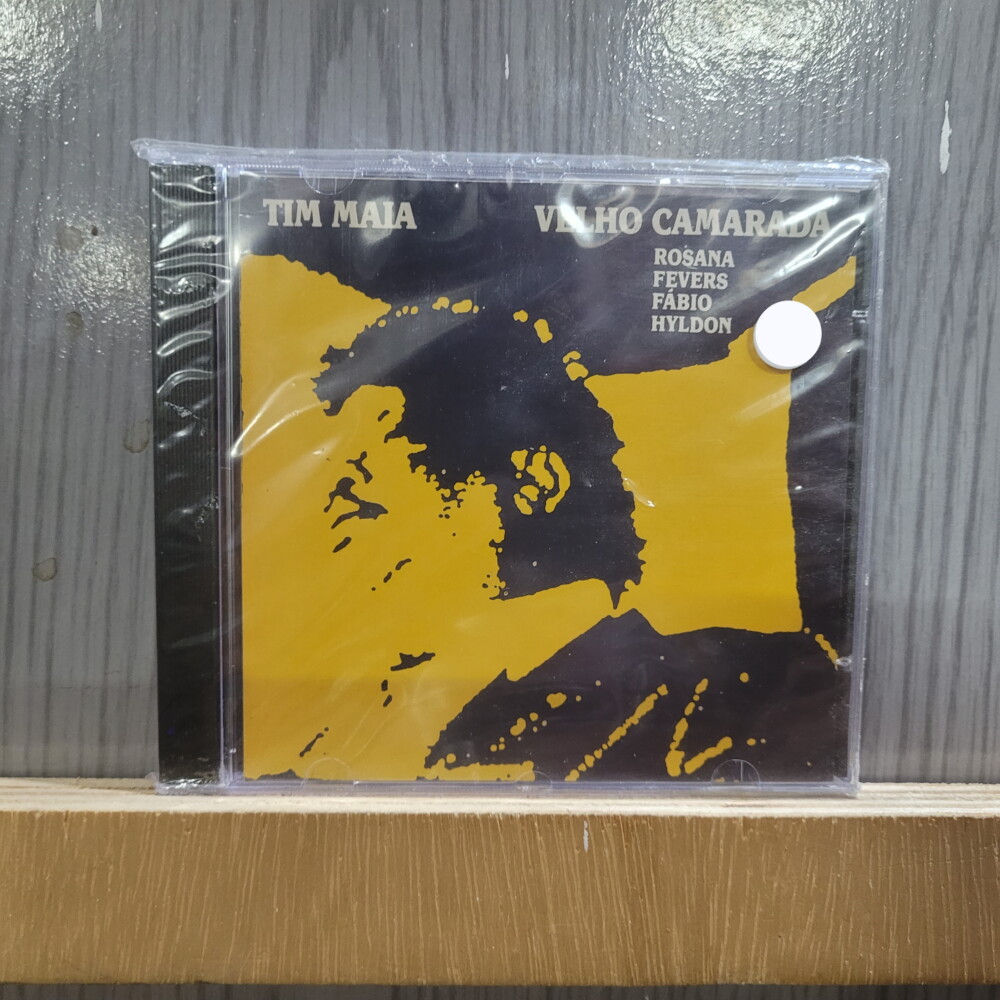 TIM MAIA
VELHO CAMARADA
ROSANA
FEVERS
FÁBIO
HYLDON